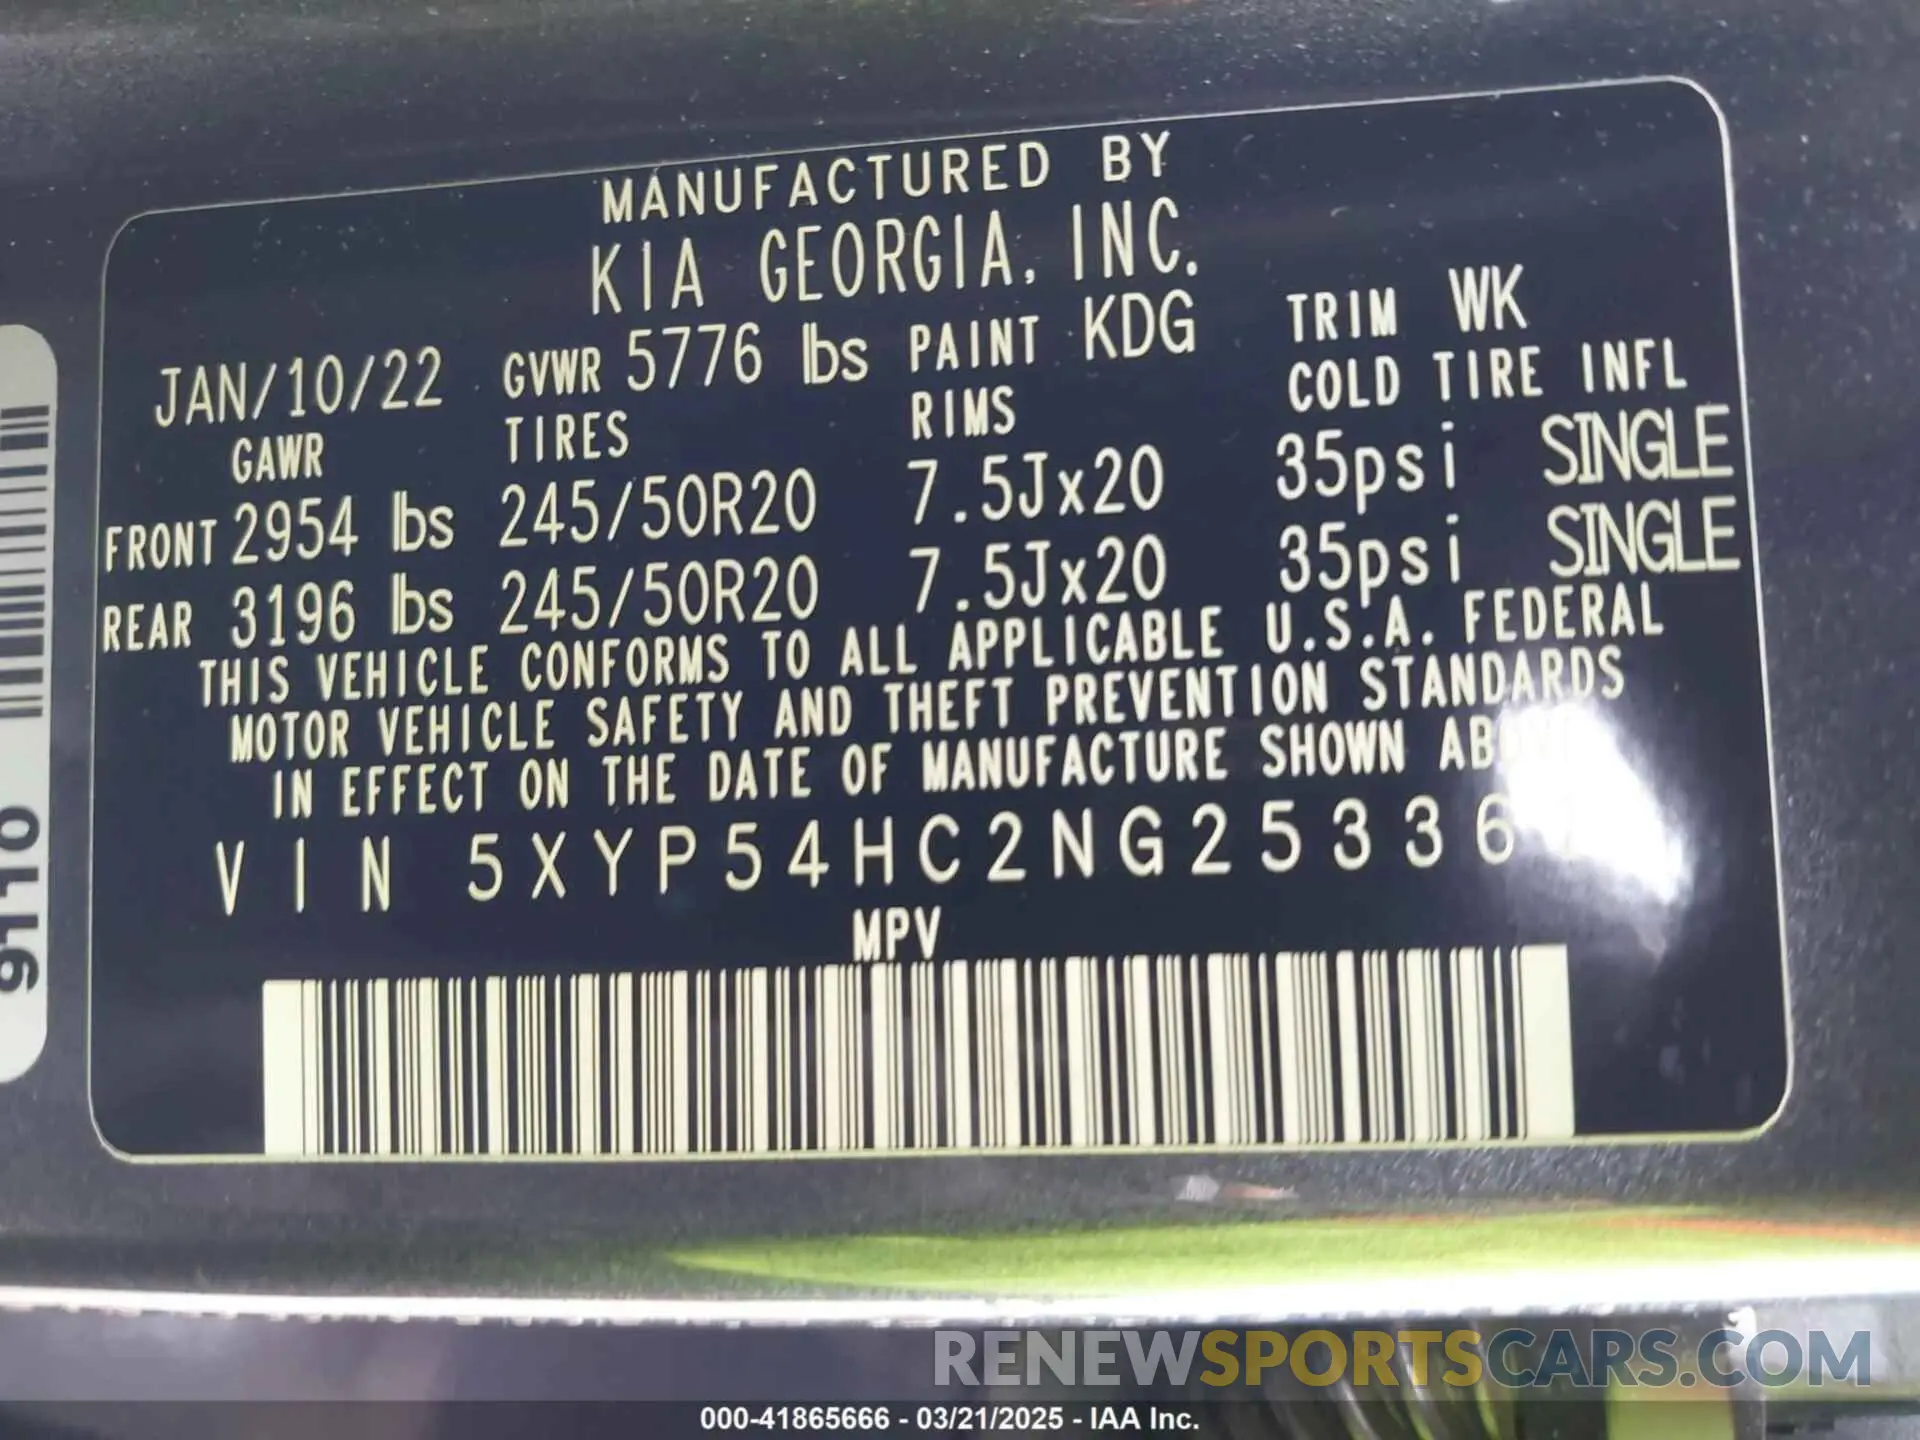 MANUFACTURED BY
KIA GEORGIA, INC.
JAN/10/22 GVWR 5776 lbs PAINT KDG TRIM WK
GAWR TIRES RIMS COLD TIRE INFL
FRONT 2954 lbs 245/50R20 7.5Jx20 35psi SINGLE
REAR 3196 lbs 245/50R20 7.5Jx20 35psi SINGLE
THIS VEHICLE CONFORMS TO ALL APPLICABLE U.S.A. FEDERAL
MOTOR VEHICLE SAFETY AND THEFT PREVENTION STANDARDS
IN EFFECT ON THE DATE OF MANUFACTURE SHOWN
VIN
MPV
9110
RENEWSPORTSCARS.COM
000-41865666 - 03/21/2025 - IAA Inc.